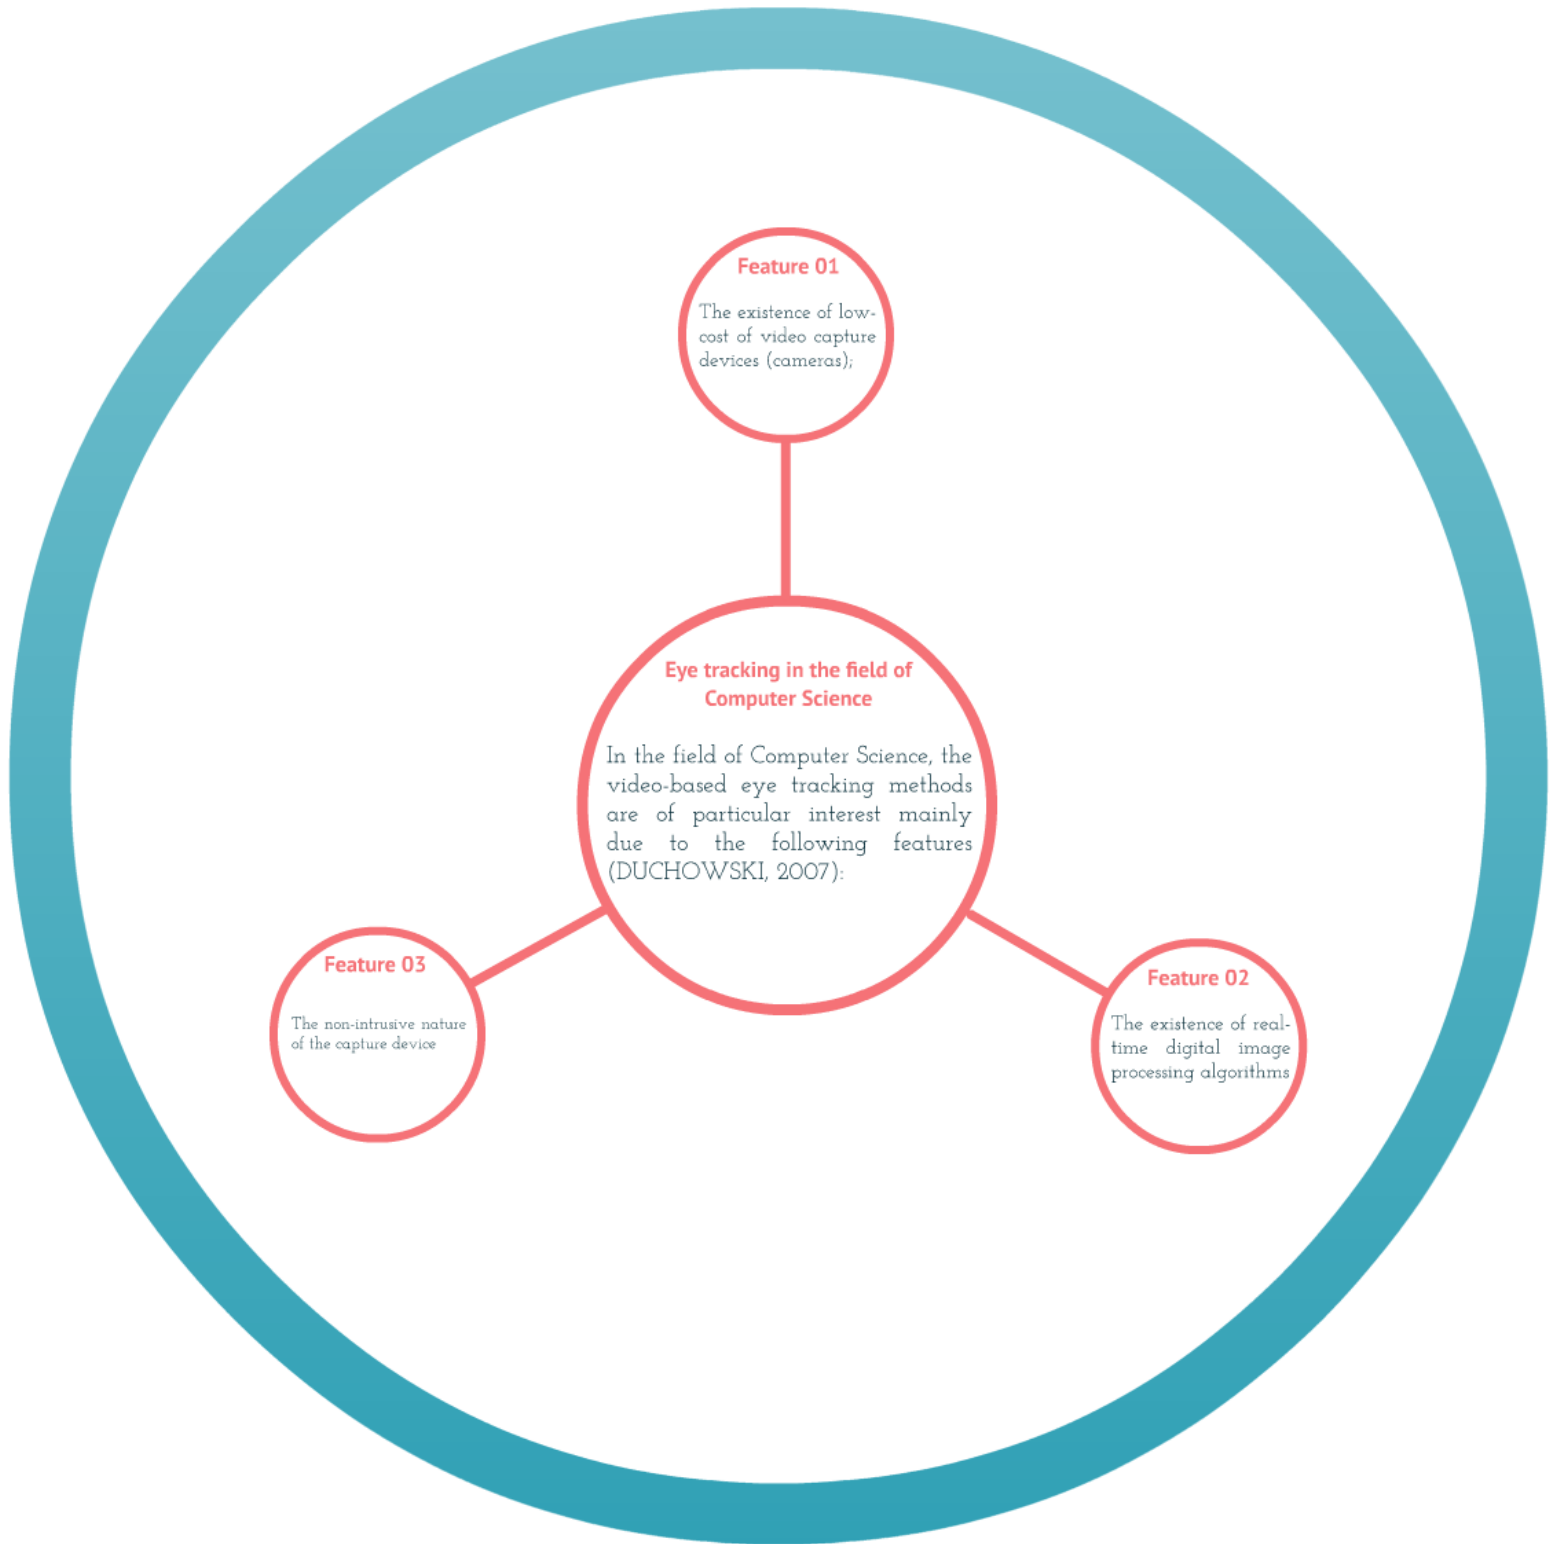 Feature 01
The existence of low-
cost of video capture
devices (cameras);
Eye tracking in the field of
Computer Science
In the field of Computer Science, the
video-based eye tracking methods
are of particular interest mainly
due to the following features
(DUCHOWSKI, 2007):
Feature 03
The non-intrusive nature
of the capture device
Feature 02
The existence of real-
time digital image
processing algorithms